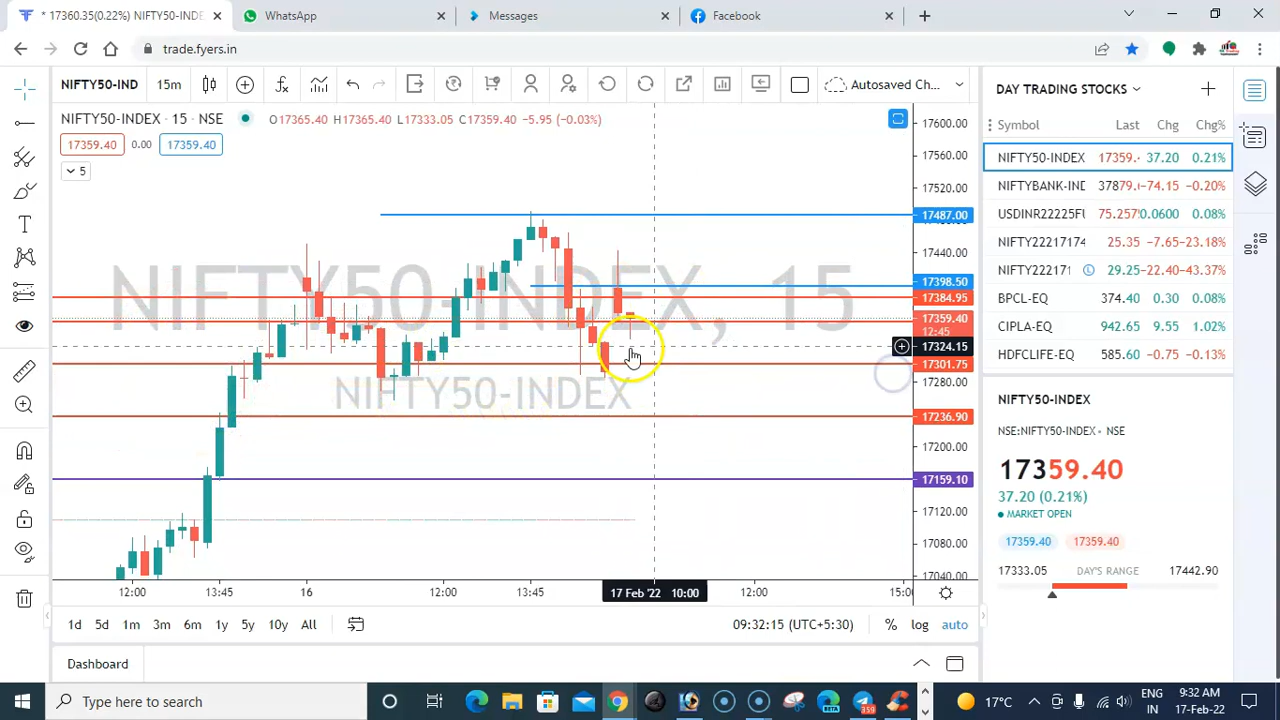 * 17360.35(0.22%) NIFTY50-INDE
WhatsApp
Messages
Facebook
trade.fyers.in
NIFTY50-IND
15m
Autosaved Ch...
DAY TRADING STOCKS
NIFTY50-INDEX · 15 · NSE
O17365.40 H17365.40 L17333.05 C17359.40 −5.95 (−0.03%)
17359.40 0.00 17359.40
5
Symbol Last Chg Chg%
NIFTY50-INDEX 17359. 37.20 0.21%
NIFTYBANK-INE 37879. -74.15 −0.20%
USDINR22225FU 75.257 0.0600 0.08%
NIFTY22217174 25.35 −7.65 −23.18%
NIFTY222171 L 29.25 −22.40 −43.37%
BPCL-EQ 374.40 0.30 0.08%
CIPLA-EQ 942.65 9.55 1.02%
HDFCLIFE-EQ 585.60 −0.75 −0.13%
NIFTY50-INDEX, 15
NIFTY50-INDEX
17600.00
17560.00
17520.00
17487.00
17440.00
17398.50
17384.95
17359.40
12:45
17324.15
17301.75
17280.00
17236.90
17200.00
17159.10
17120.00
17080.00
17040.00
12:00 13:45 16 12:00 13:45 17 Feb '22 10:00 12:00 15:0
NIFTY50-INDEX
NSE:NIFTY50-INDEX • NSE
17359.40
37.20 (0.21%)
MARKET OPEN
17359.40 17359.40
17333.05 DAY'S RANGE 17442.90
1d 5d 1m 3m 6m 1y 5y 10y All
09:32:15 (UTC+5:30) % log auto
Dashboard
Type here to search
BETA
359
17°C
ENG
IN
9:32 AM
17-Feb-22